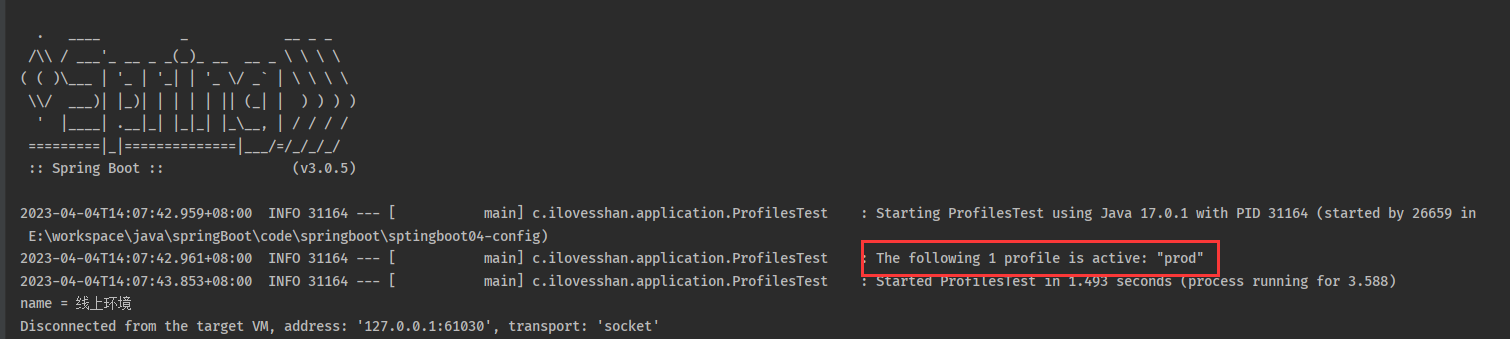 .   ____          _            __ _ _
 /\\ / ___'_ __ _ _(_)_ __  __ _ \ \ \ \
( ( )\___ | '_ | '_| | '_ \/ _` | \ \ \ \
 \\/  ___)| |_)| | | | | || (_| |  ) ) ) )
  '  |____| .__|_| |_|_| |_\__, | / / / /
 =========|_|==============|___/=/_/_/_/
 :: Spring Boot ::                (v3.0.5)
2023-04-04T14:07:42.959+08:00  INFO 31164 --- [           main] c.ilovesshan.application.ProfilesTest    : Starting ProfilesTest using Java 17.0.1 with PID 31164 (started by 26659 in
 E:\workspace\java\springBoot\code\springboot\sptingboot04-config)
2023-04-04T14:07:42.961+08:00  INFO 31164 --- [           main] c.ilovesshan.application.ProfilesTest    : The following 1 profile is active: "prod"
2023-04-04T14:07:43.853+08:00  INFO 31164 --- [           main] c.ilovesshan.application.ProfilesTest    : Started ProfilesTest in 1.493 seconds (process running for 3.588)
name = 线上环境
Disconnected from the target VM, address: '127.0.0.1:61030', transport: 'socket'